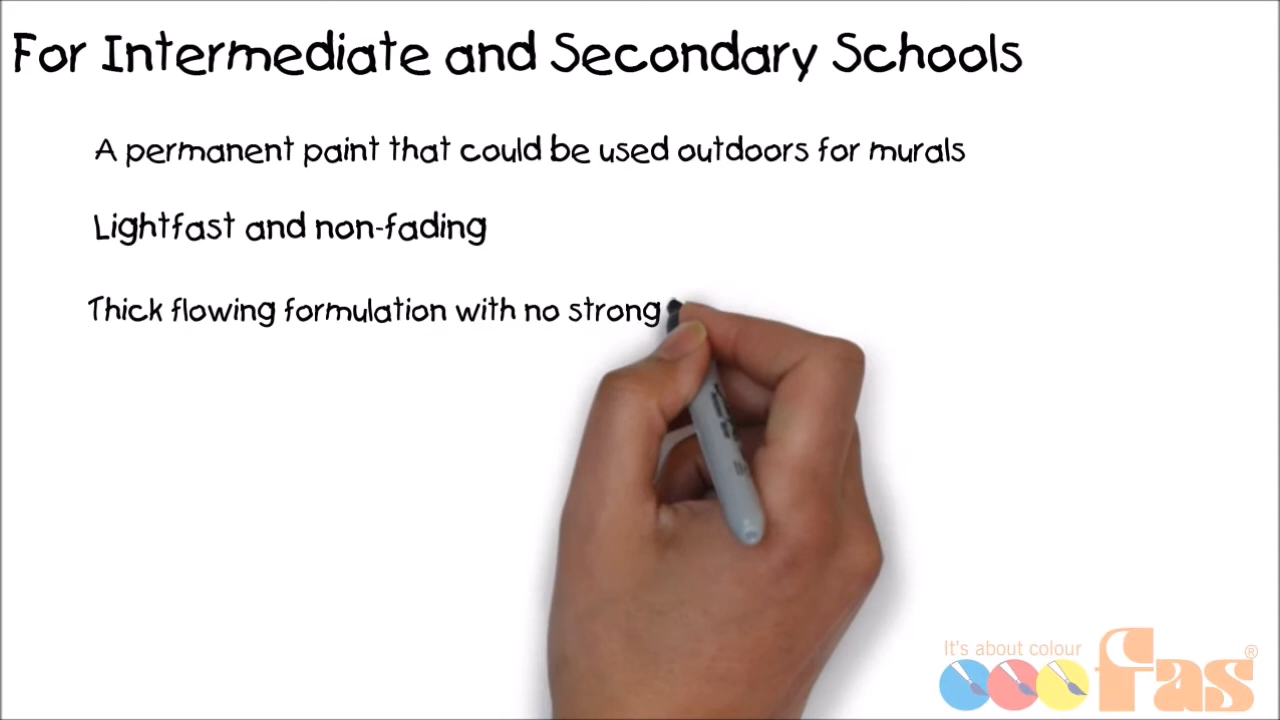 For Intermediate and Secondary Schools
A permanent paint that could be used outdoors for murals
Lightfast and non-fading
Thick flowing formulation with no strong
It's about colour
fas®